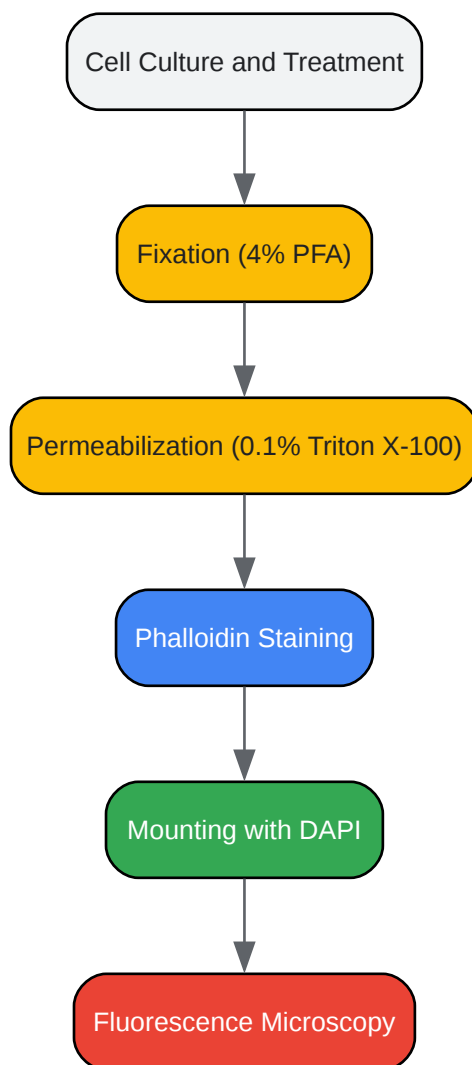 Cell Culture and Treatment
Fixation (4% PFA)
Permeabilization (0.1% Triton X-100)
Phalloidin Staining
Mounting with DAPI
Fluorescence Microscopy